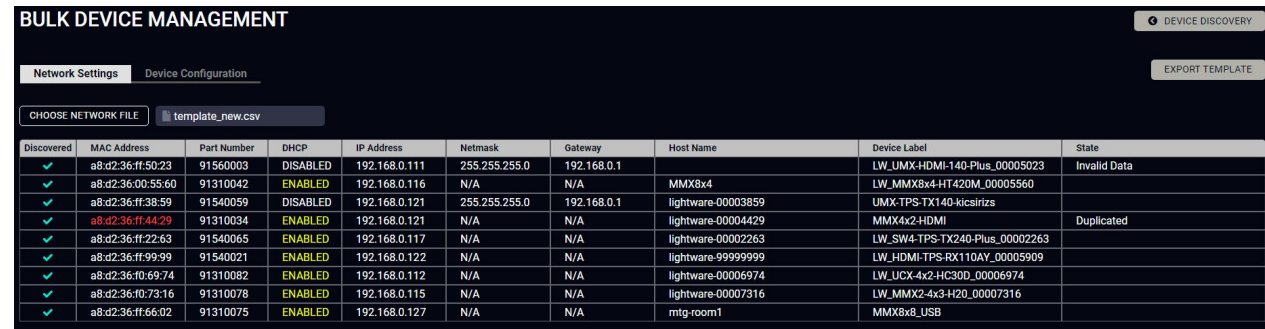 BULK DEVICE MANAGEMENT
DEVICE DISCOVERY
Network Settings Device Configuration
EXPORT TEMPLATE
CHOOSE NETWORK FILE template_new.csv
Discovered MAC Address Part Number DHCP IP Address Netmask Gateway Host Name Device Label State
a8:d2:36:ff:50:23 91560003 DISABLED 192.168.0.111 255.255.255.0 192.168.0.1 LW_UMX-HDMI-140-Plus_00005023 Invalid Data
a8:d2:36:00:55:60 91310042 ENABLED 192.168.0.116 N/A N/A MMX8x4 LW_MMX8x4-HT420M_00005560
a8:d2:36:ff:38:59 91540059 DISABLED 192.168.0.121 255.255.255.0 192.168.0.1 lightware-00003859 UMX-TPS-TX140-kicsirizs
a8:d2:36:ff:44:29 91310034 ENABLED 192.168.0.121 N/A N/A lightware-00004429 MMX4x2-HDMI Duplicated
a8:d2:36:ff:22:63 91540065 ENABLED 192.168.0.117 N/A N/A lightware-00002263 LW_SW4-TPS-TX240-Plus_00002263
a8:d2:36:ff:99:99 91540021 ENABLED 192.168.0.122 N/A N/A lightware-99999999 LW_HDMI-TPS-RX110AY_00005909
a8:d2:36:f0:69:74 91310082 ENABLED 192.168.0.112 N/A N/A lightware-00006974 LW_UCX-4x2-HC30D_00006974
a8:d2:36:f0:73:16 91310078 ENABLED 192.168.0.115 N/A N/A lightware-00007316 LW_MMX2-4x3-H20_00007316
a8:d2:36:ff:66:02 91310075 ENABLED 192.168.0.127 N/A N/A mtg-room1 MMX8x8_USB